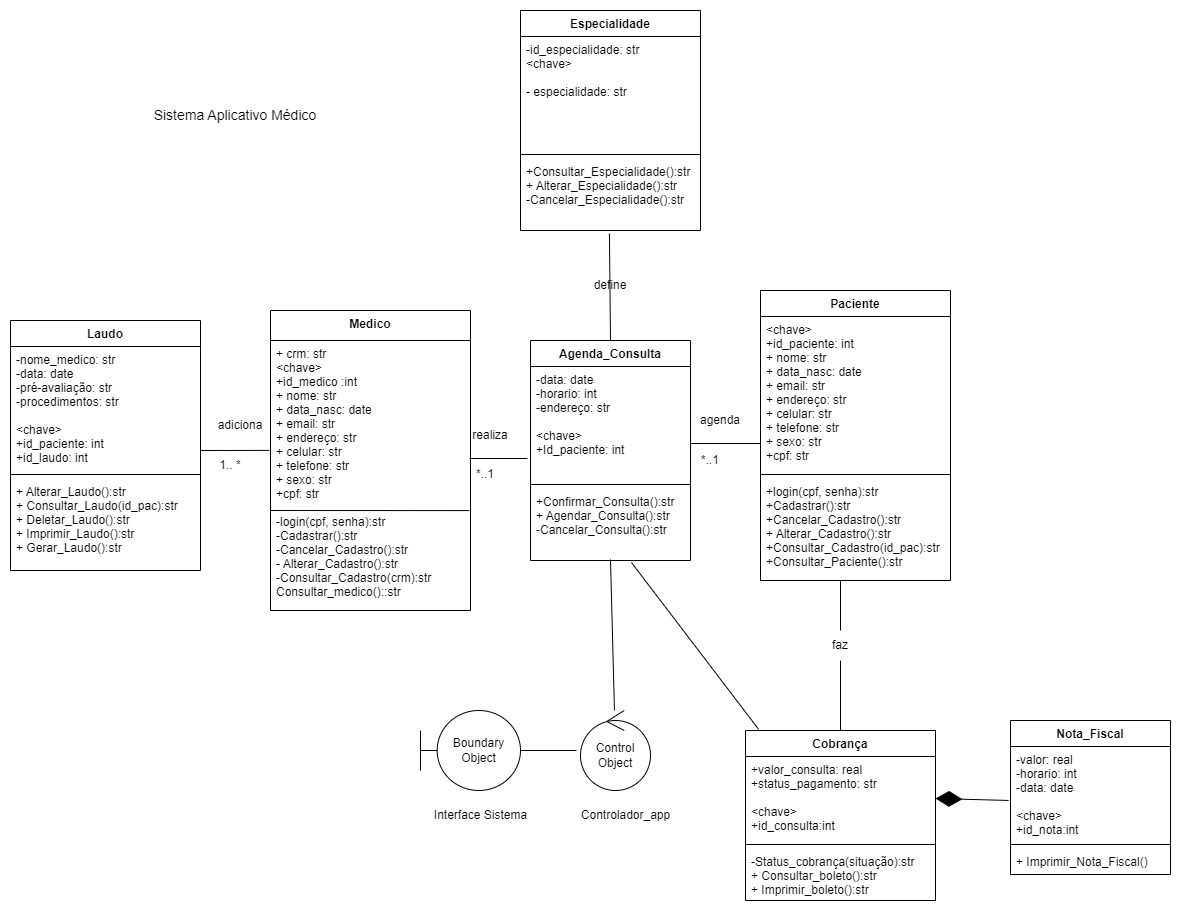 Especialidade
-id_especialidade: str
<chave>
- especialidade: str
+Consultar_Especialidade():str
+ Alterar_Especialidade():str
-Cancelar_Especialidade():str
Sistema Aplicativo Médico
define
Laudo
-nome_medico: str
-data: date
-pré-avaliação: str
-procedimentos: str
<chave>
+id_paciente: int
+id_laudo: int
+ Alterar_Laudo():str
+ Consultar_Laudo(id_pac):str
+ Deletar_Laudo():str
+ Imprimir_Laudo():str
+ Gerar_Laudo():str
adiciona
1.. *
Medico
+ crm: str
<chave>
+id_medico :int
+ nome: str
+ data_nasc: date
+ email: str
+ endereço: str
+ celular: str
+ telefone: str
+ sexo: str
+cpf: str
-login(cpf, senha):str
-Cadastrar():str
-Cancelar_Cadastro():str
- Alterar_Cadastro():str
-Consultar_Cadastro(crm):str
Consultar_medico()::str
realiza
*..1
Agenda_Consulta
-data: date
-horario: int
-endereço: str
<chave>
+Id_paciente: int
+Confirmar_Consulta():str
+ Agendar_Consulta():str
-Cancelar_Consulta():str
agenda
*..1
Paciente
<chave>
+id_paciente: int
+ nome: str
+ data_nasc: date
+ email: str
+ endereço: str
+ celular: str
+ telefone: str
+ sexo: str
+cpf: str
+login(cpf, senha):str
+Cadastrar():str
+Cancelar_Cadastro():str
+ Alterar_Cadastro():str
+Consultar_Cadastro(id_pac):str
+Consultar_Paciente():str
faz
Boundary
Object
Interface Sistema
Control
Object
Controlador_app
Cobrança
+valor_consulta: real
+status_pagamento: str
<chave>
+id_consulta:int
-Status_cobrança(situação):str
+ Consultar_boleto():str
+ Imprimir_boleto():str
Nota_Fiscal
-valor: real
-horario: int
-data: date
<chave>
+id_nota:int
+ Imprimir_Nota_Fiscal()